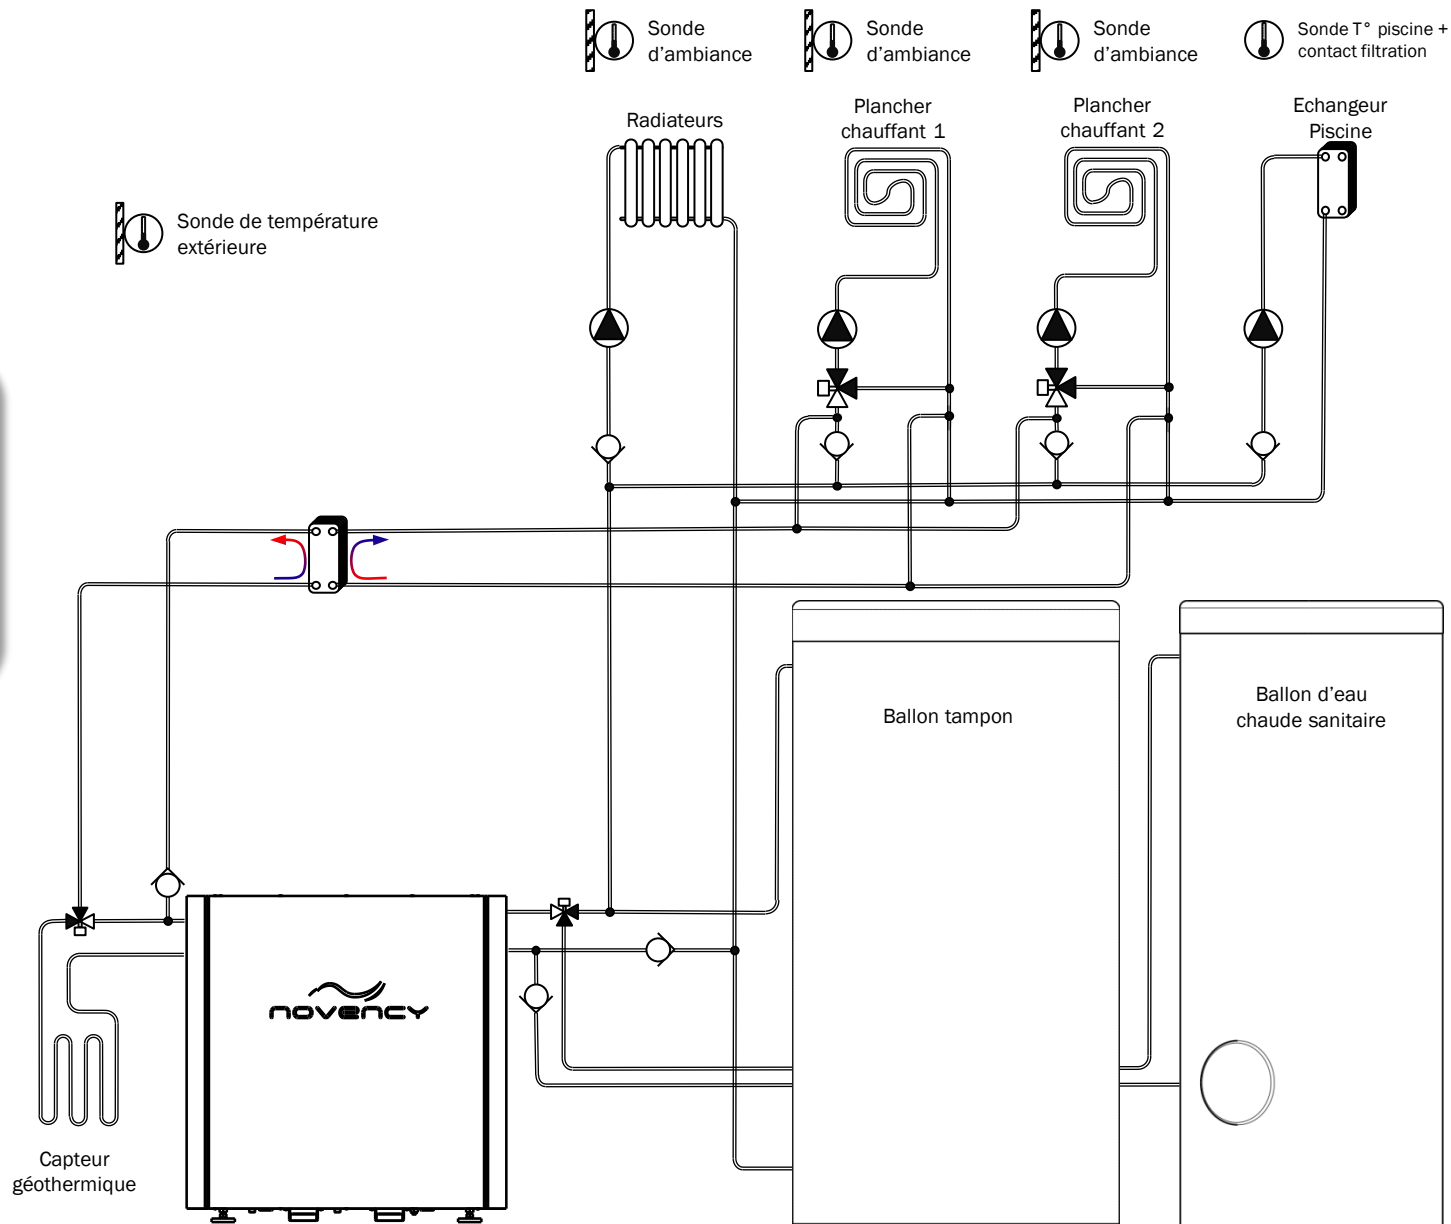 Sonde
d'ambiance
Sonde
d'ambiance
Sonde
d'ambiance
Sonde T° piscine +
contact filtration
Radiateurs
Plancher
chauffant 1
Plancher
chauffant 2
Echangeur
Piscine
Sonde de température
extérieure
Ballon tampon
Ballon d'eau
chaude sanitaire
novency
Capteur
géothermique